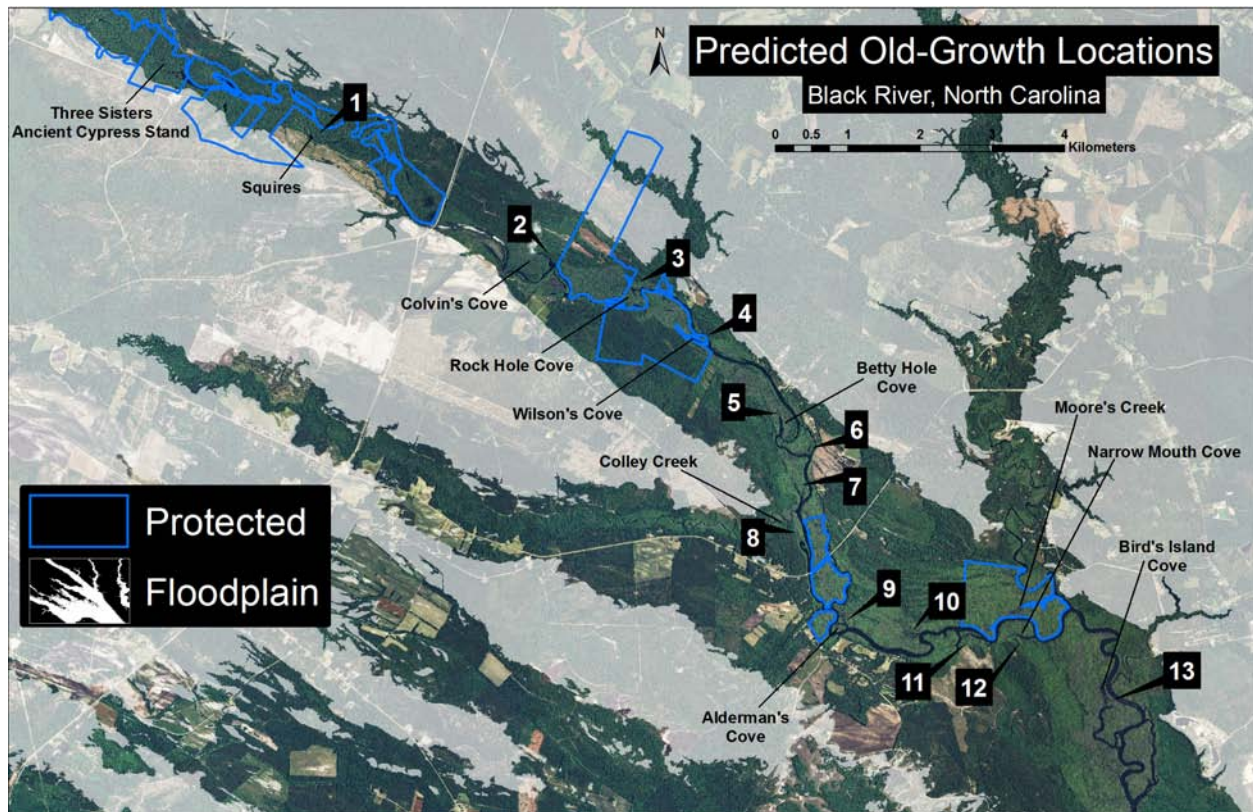 N
Predicted Old-Growth Locations
Black River, North Carolina
0 0.5 1 2 3 4
Kilometers
Three Sisters
Ancient Cypress Stand
1
Squires
2
Colvin's Cove
3
Rock Hole Cove
4
Wilson's Cove
Betty Hole
Cove
5
Moore's Creek
6
Narrow Mouth Cove
Colley Creek
7
8
Bird's Island
Cove
9
10
11
12
13
Alderman's
Cove
Protected
Floodplain